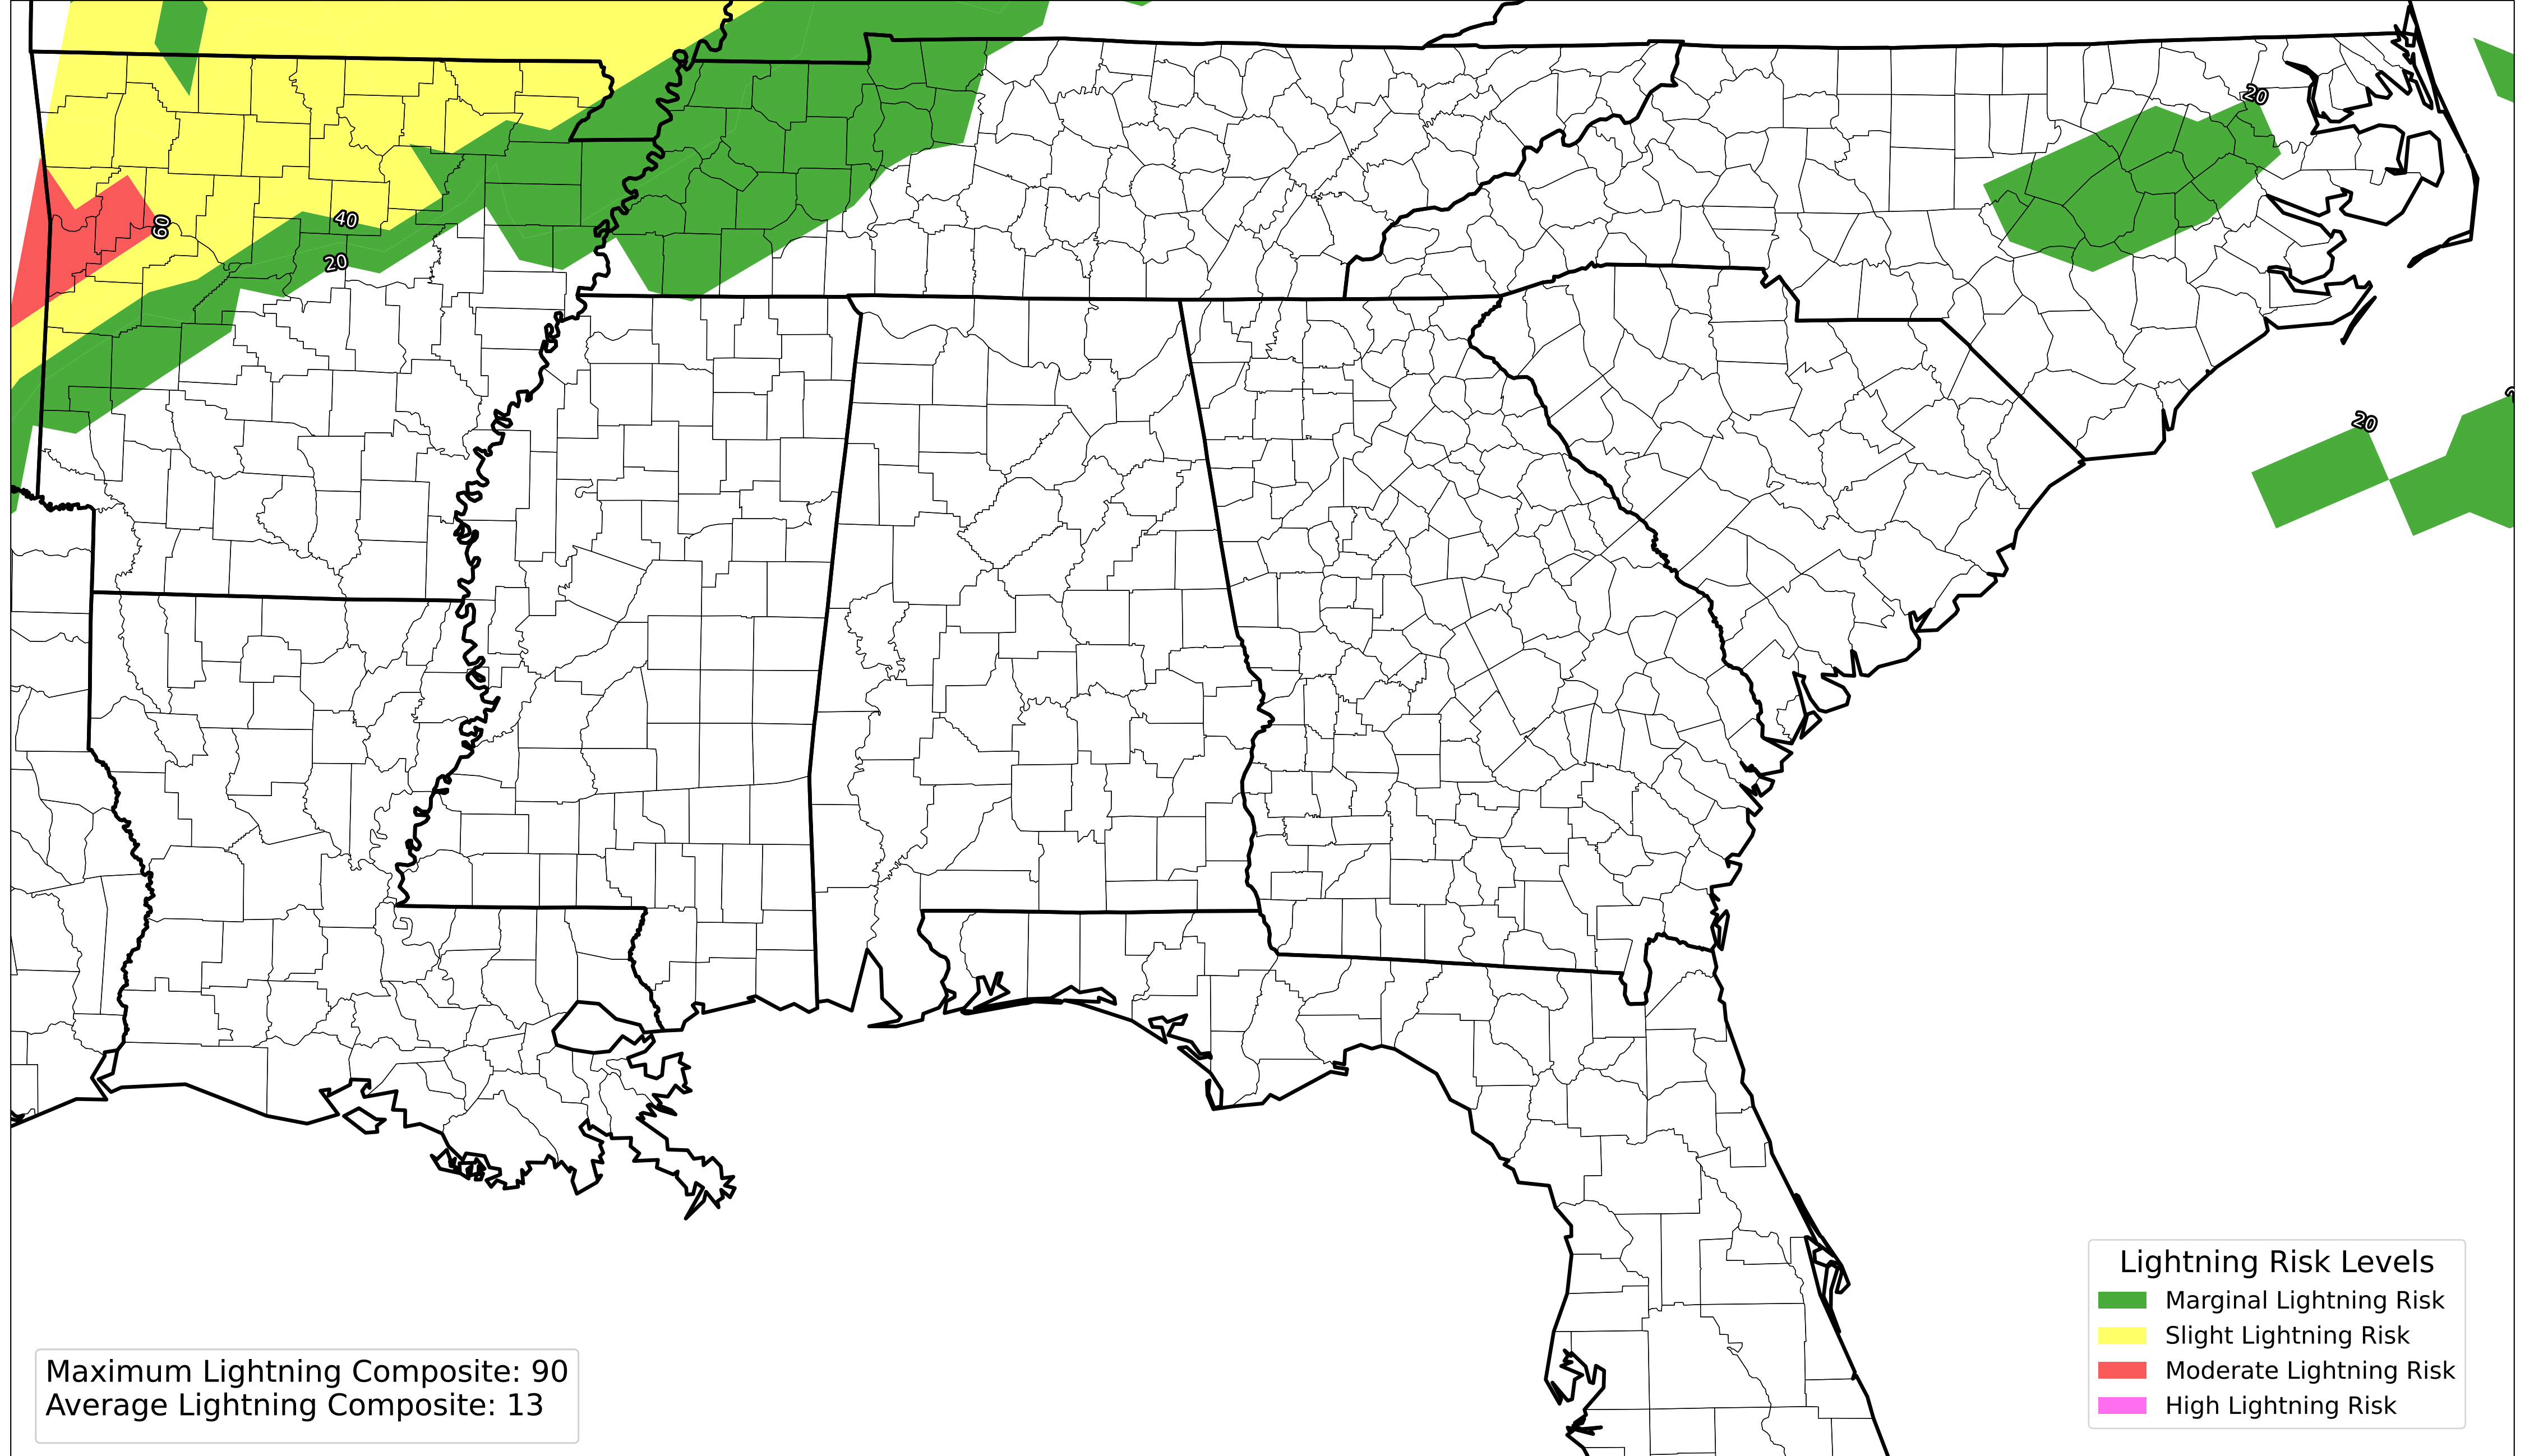 20
60
40
20
20
Lightning Risk Levels
Marginal Lightning Risk
Slight Lightning Risk
Moderate Lightning Risk
High Lightning Risk
Maximum Lightning Composite: 90
Average Lightning Composite: 13